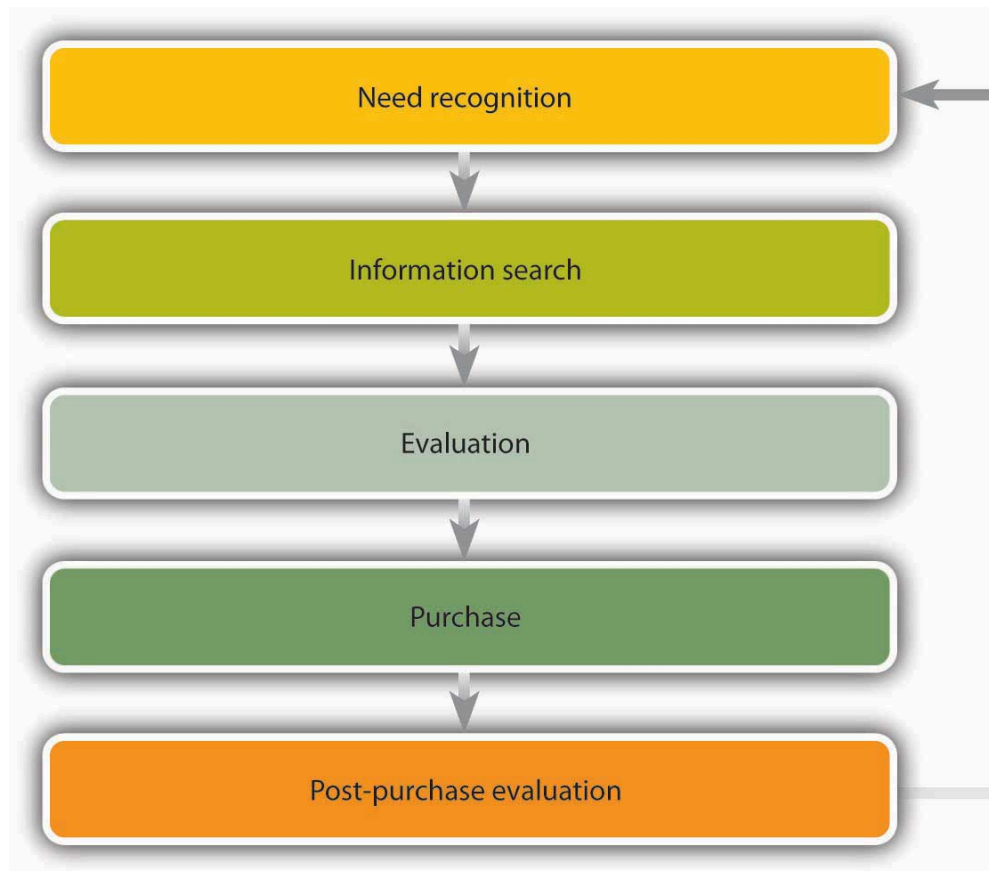 Need recognition
Information search
Evaluation
Purchase
Post-purchase evaluation